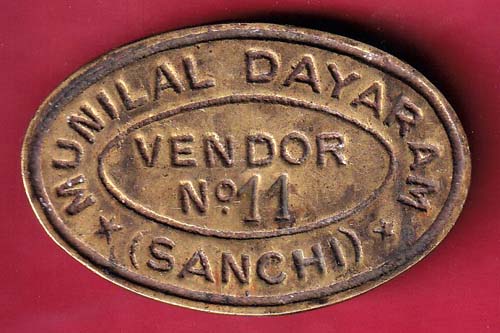 MUNILAL DAYARAM
VENDOR
No. 11
(SANCHI)